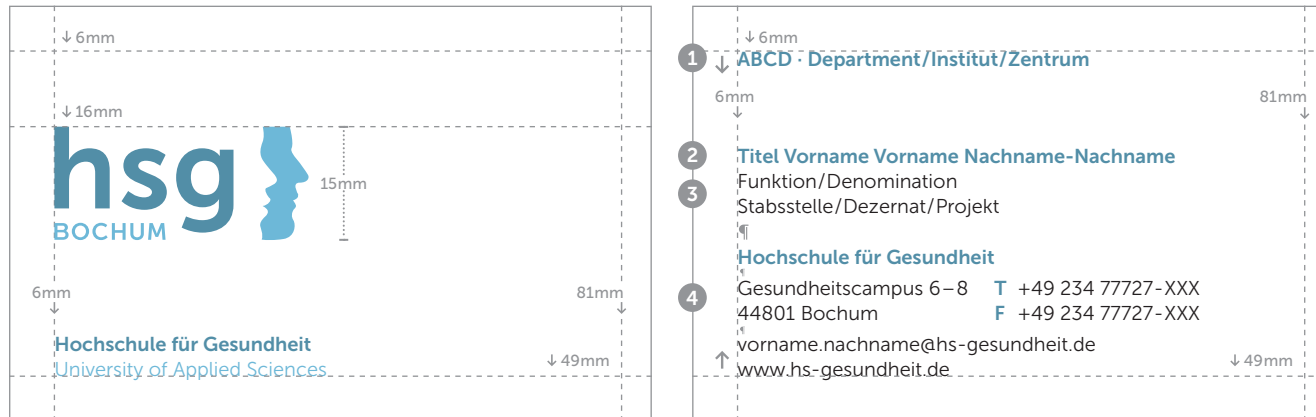 ↓ 6mm
↓ 16mm
hsg
BOCHUM
15mm
6mm
81mm
Hochschule für Gesundheit
University of Applied Sciences
↓ 49mm
↓ 6mm
1 ↓ ABCD · Department/Institut/Zentrum
6mm
81mm
2 Titel Vorname Vorname Nachname-Nachname
3 Funktion/Denomination
Stabsstelle/Dezernat/Projekt
¶
Hochschule für Gesundheit
¶
4 Gesundheitscampus 6–8 T +49 234 77727-XXX
44801 Bochum F +49 234 77727-XXX
¶
vorname.nachname@hs-gesundheit.de
↑ www.hs-gesundheit.de
↓ 49mm